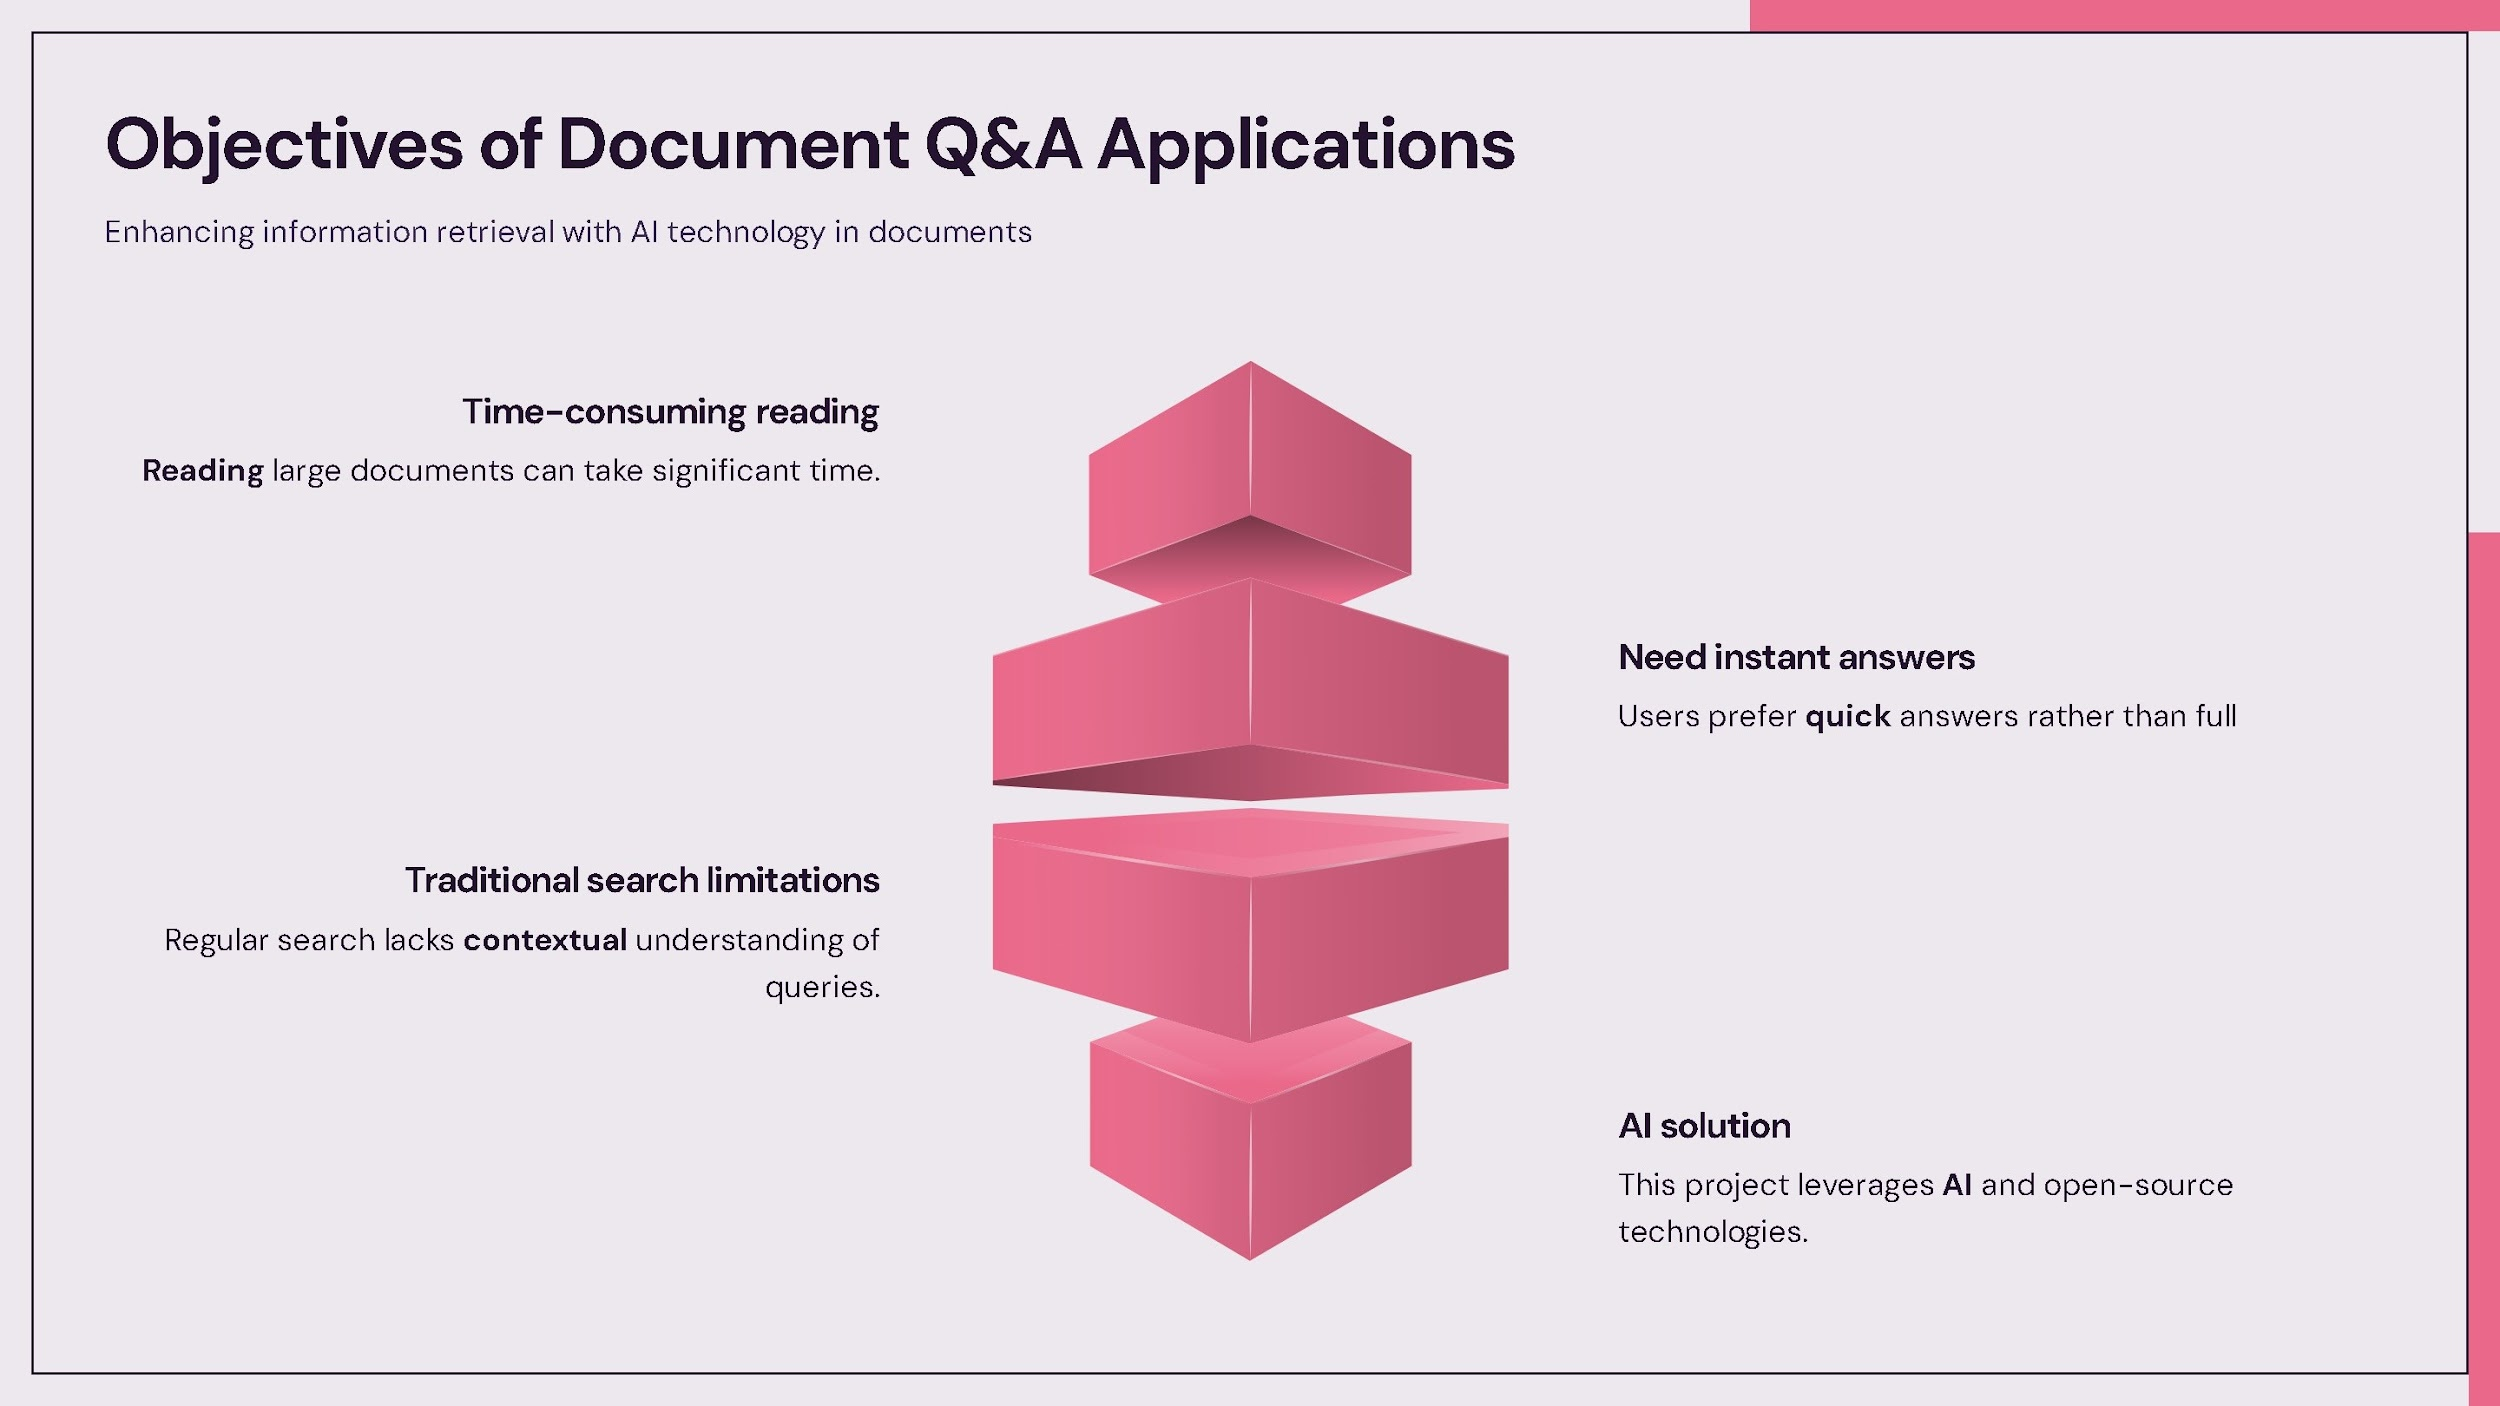 Objectives of Document Q&A Applications
Enhancing information retrieval with AI technology in documents
Time-consuming reading
Reading large documents can take significant time.
Need instant answers
Users prefer quick answers rather than full
Traditional search limitations
Regular search lacks contextual understanding of
queries.
AI solution
This project leverages AI and open-source
technologies.